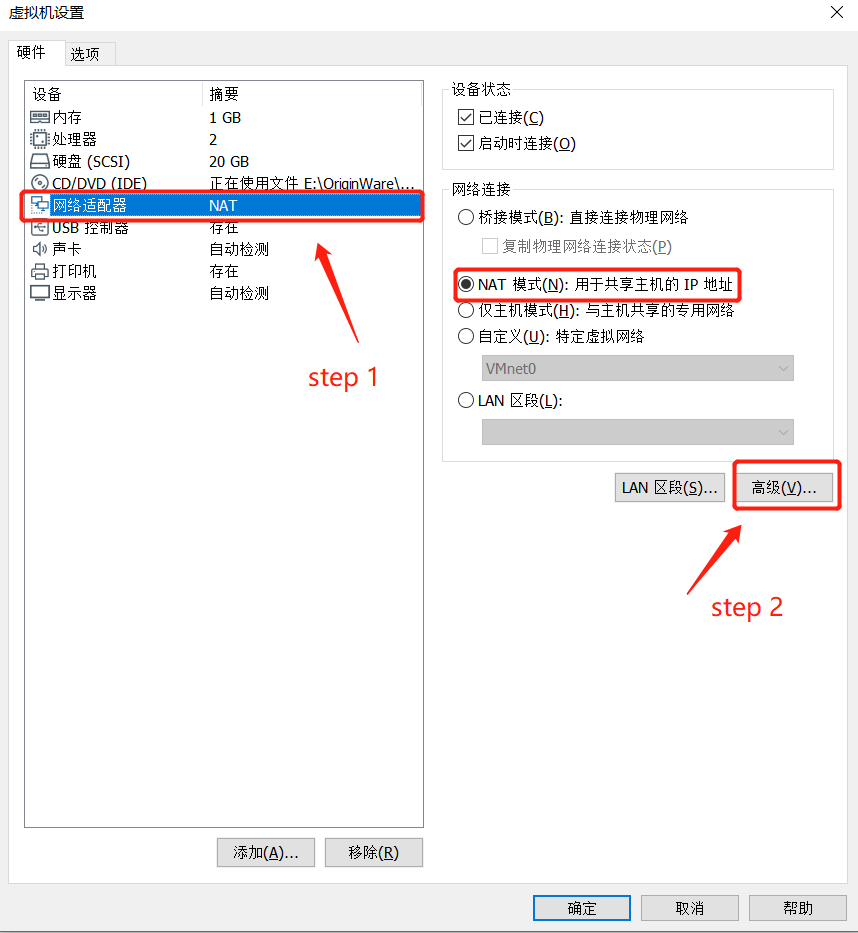 虚拟机设置
硬件 选项
设备 摘要
内存 1 GB
处理器 2
硬盘 (SCSI) 20 GB
CD/DVD (IDE) 正在使用文件 E:\OriginWare\...
网络适配器 NAT
USB 控制器 存在
声卡 自动检测
打印机 存在
显示器 自动检测
step 1
添加(A)... 移除(R)
设备状态
已连接(C)
启动时连接(O)
网络连接
桥接模式(B): 直接连接物理网络
复制物理网络连接状态(P)
NAT 模式(N): 用于共享主机的 IP 地址
仅主机模式(H): 与主机共享的专用网络
自定义(U): 特定虚拟网络
VMnet0
LAN 区段(L):
LAN 区段(S)... 高级(V)...
step 2
确定 取消 帮助